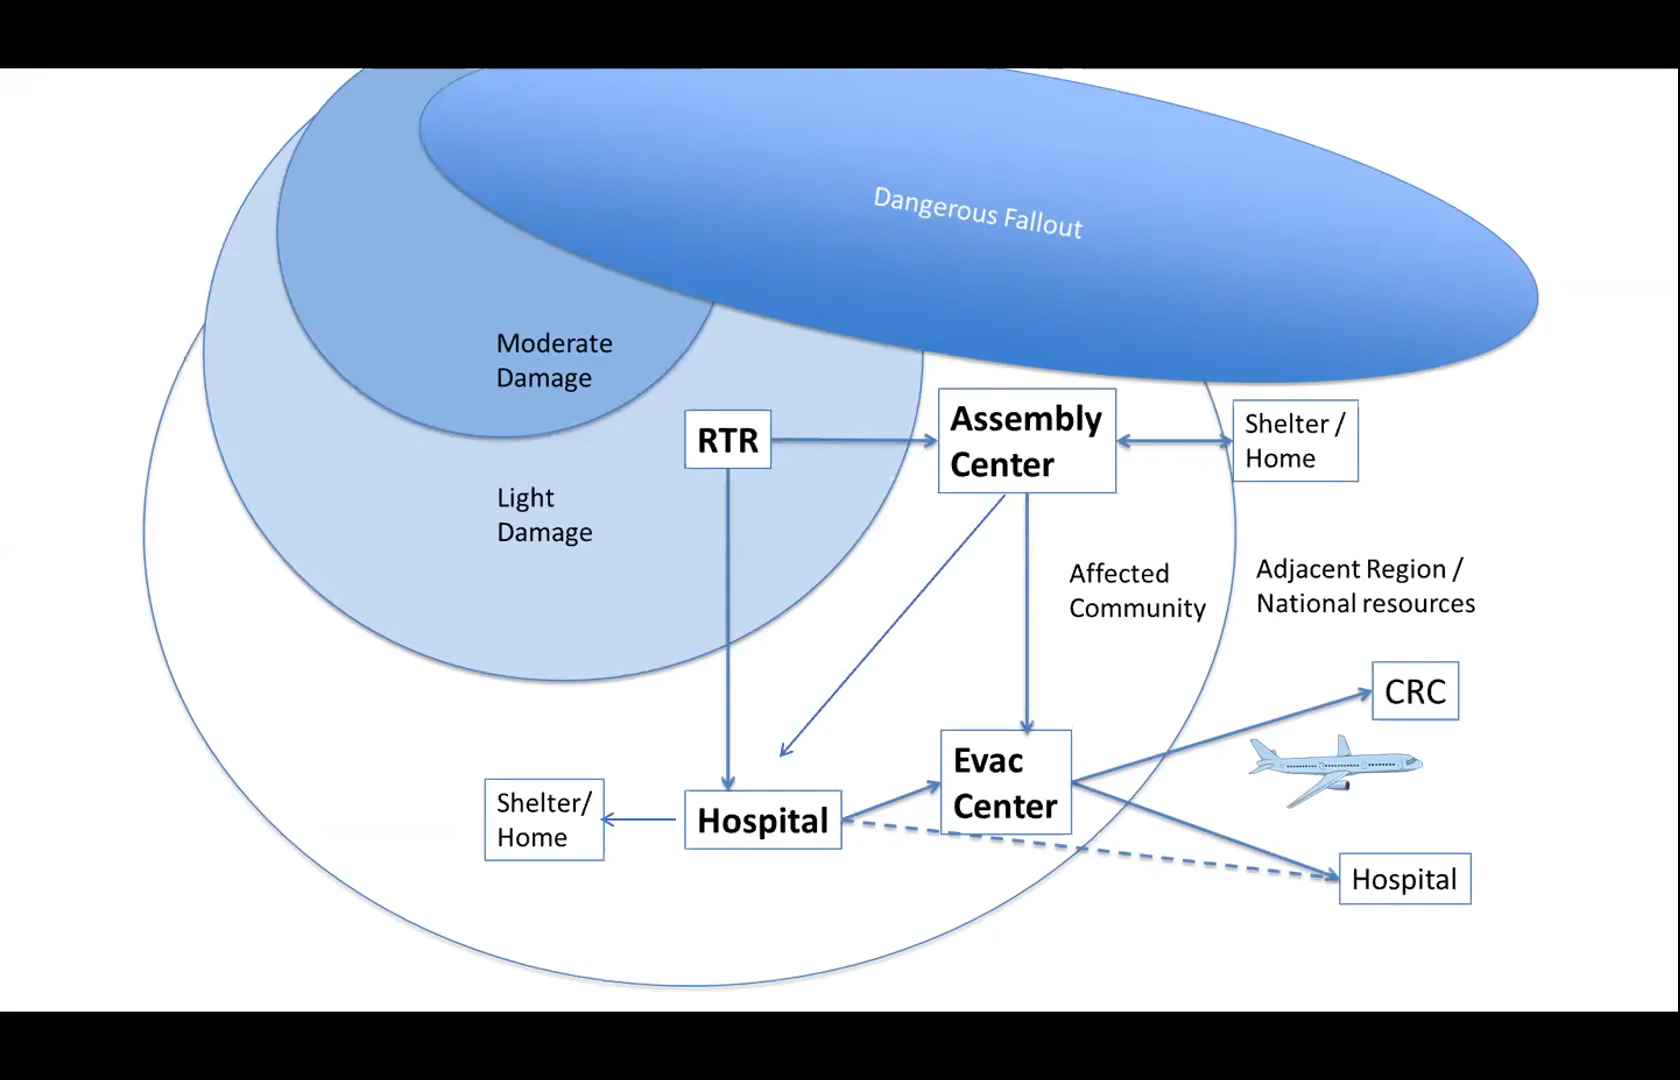 Dangerous Fallout
Moderate
Damage
RTR
Assembly
Center
Shelter /
Home
Light
Damage
Affected
Community
Adjacent Region /
National resources
CRC
Evac
Center
Shelter/
Home
Hospital
Hospital